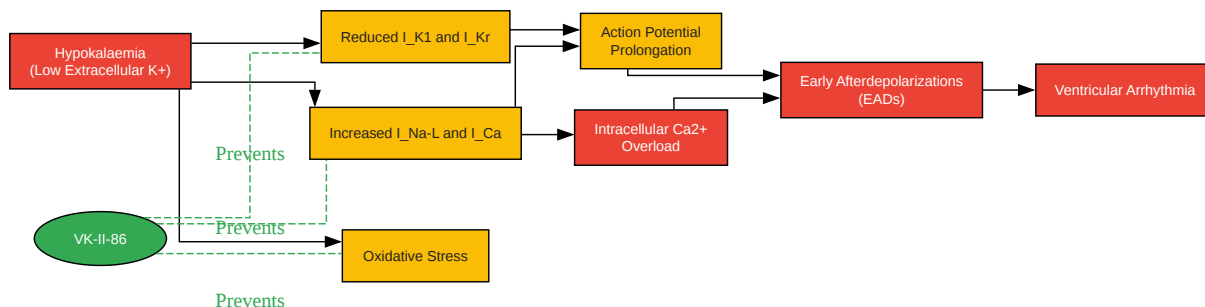 Hypokalaemia
(Low Extracellular K+)
Reduced I_K1 and I_Kr
Action Potential
Prolongation
Early Afterdepolarizations
(EADs)
Ventricular Arrhythmia
Increased I_Na-L and I_Ca
Intracellular Ca2+
Overload
Prevents
Prevents
VK-II-86
Oxidative Stress
Prevents